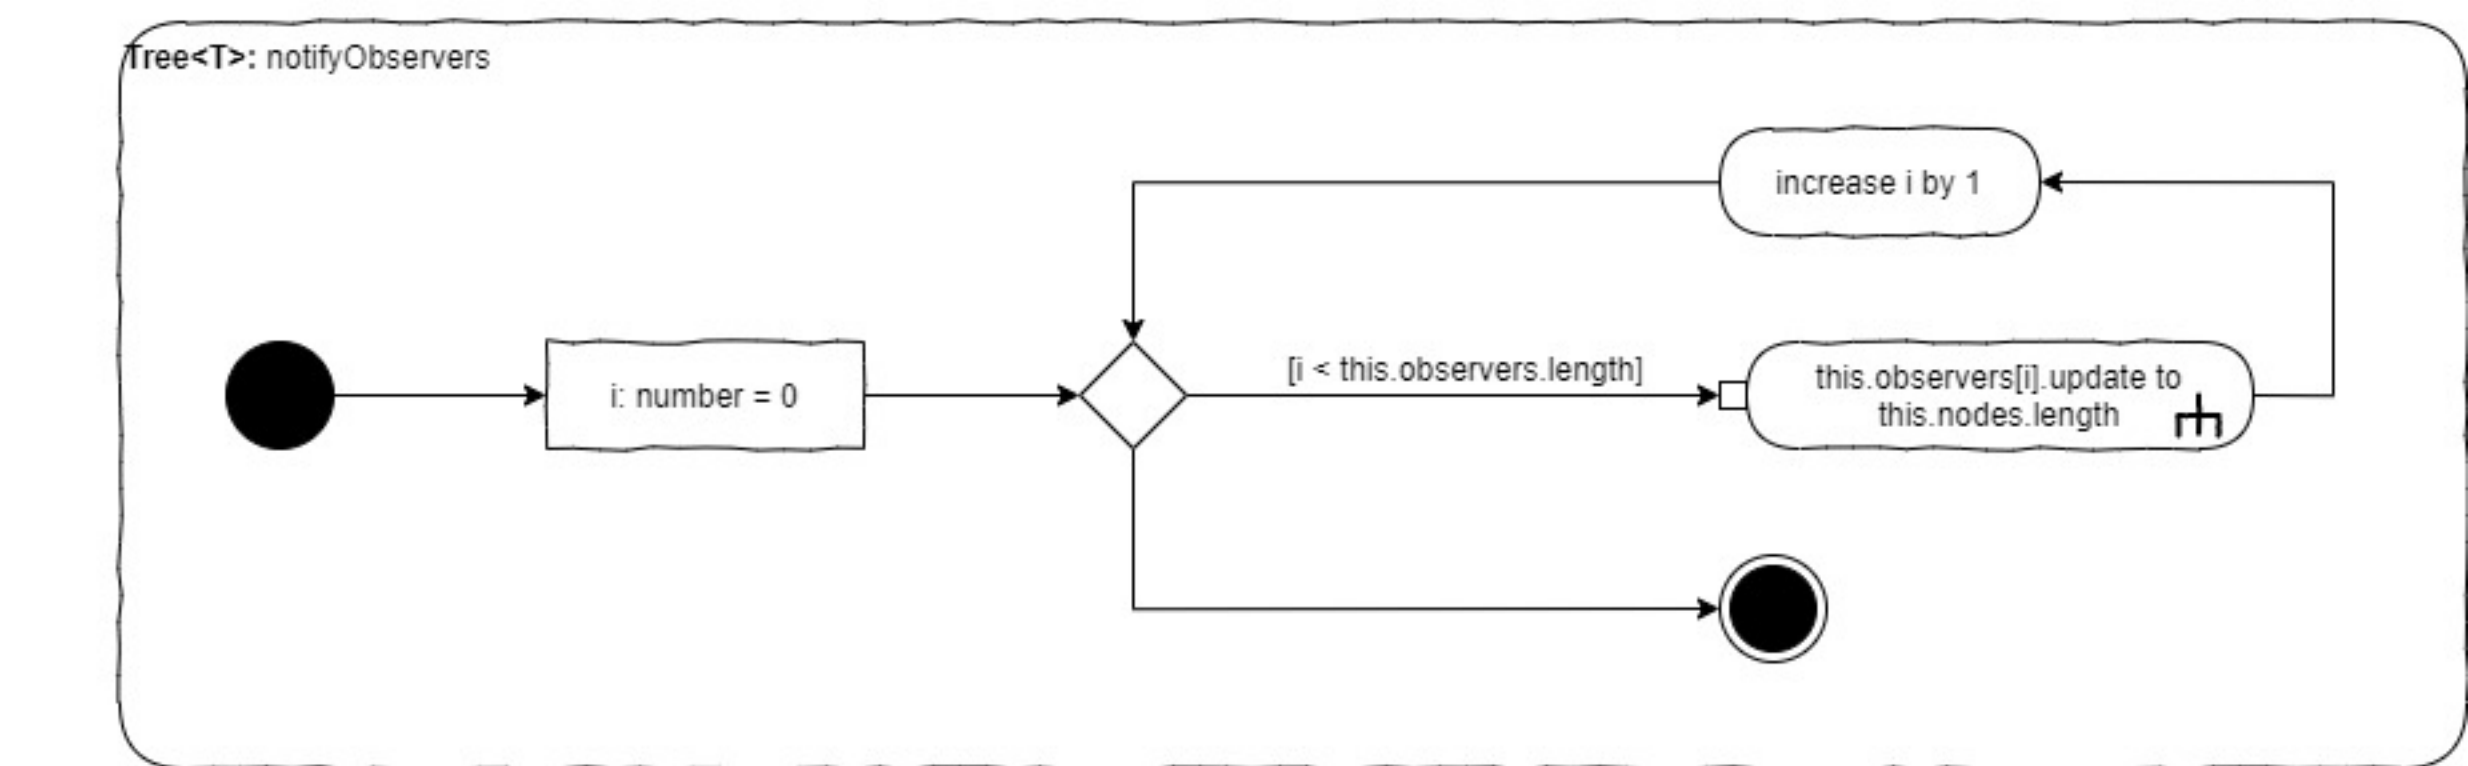 Tree<T>: notifyObservers
increase i by 1
i: number = 0
[i < this.observers.length]
this.observers[i].update to
this.nodes.length